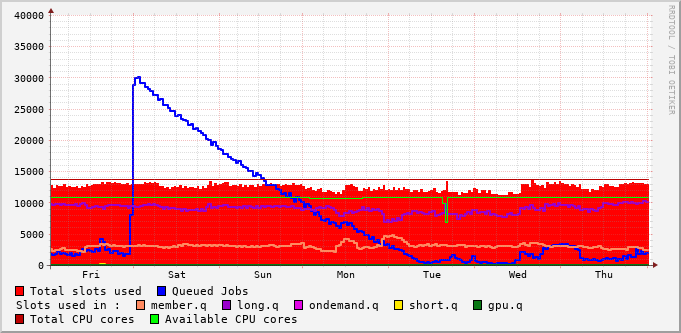 40000
35000
30000
25000
20000
15000
10000
5000
0
Fri Sat Sun Mon Tue Wed Thu
RRDTOOL / TOBI OETIKER
Total slots used Queued Jobs
Slots used in : member.q long.q ondemand.q short.q gpu.q
Total CPU cores Available CPU cores